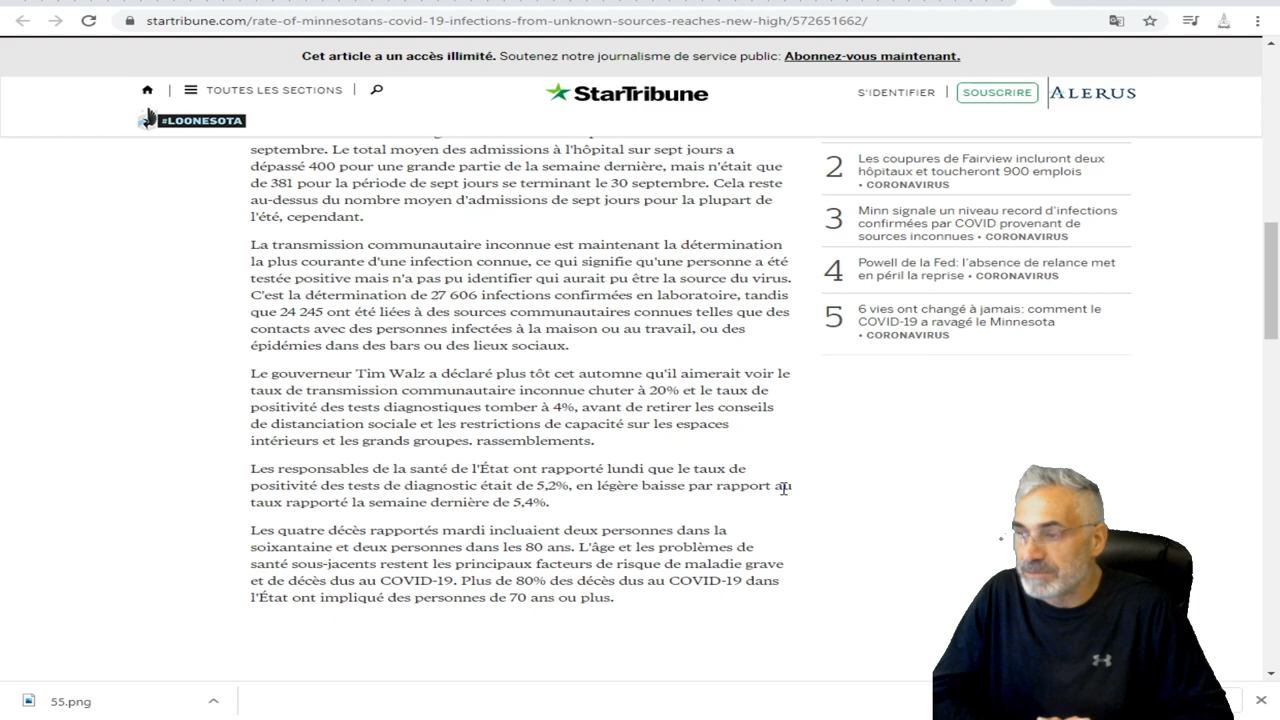 startribune.com/rate-of-minnesotans-covid-19-infections-from-unknown-sources-reaches-new-high/572651662/
Cet article a un accès illimité. Soutenez notre journalisme de service public: Abonnez-vous maintenant.
TOUTES LES SECTIONS
StarTribune
S'IDENTIFIER
SOUSCRIRE
ALERUS
#LOONESOTA
septembre. Le total moyen des admissions à l'hôpital sur sept jours a
dépassé 400 pour une grande partie de la semaine dernière, mais n'était que
de 381 pour la période de sept jours se terminant le 30 septembre. Cela reste
au-dessus du nombre moyen d'admissions de sept jours pour la plupart de
l'été, cependant.
La transmission communautaire inconnue est maintenant la détermination
la plus courante d'une infection connue, ce qui signifie qu'une personne a été
testée positive mais n'a pas pu identifier qui aurait pu être la source du virus.
C'est la détermination de 27 606 infections confirmées en laboratoire, tandis
que 24 245 ont été liées à des sources communautaires connues telles que des
contacts avec des personnes infectées à la maison ou au travail, ou des
épidémies dans des bars ou des lieux sociaux.
Le gouverneur Tim Walz a déclaré plus tôt cet automne qu'il aimerait voir le
taux de transmission communautaire inconnue chuter à 20% et le taux de
positivité des tests diagnostiques tomber à 4%, avant de retirer les conseils
de distanciation sociale et les restrictions de capacité sur les espaces
intérieurs et les grands groupes. rassemblements.
Les responsables de la santé de l'État ont rapporté lundi que le taux de
positivité des tests de diagnostic était de 5,2%, en légère baisse par rapport au
taux rapporté la semaine dernière de 5,4%.
Les quatre décès rapportés mardi incluaient deux personnes dans la
soixantaine et deux personnes dans les 80 ans. L'âge et les problèmes de
santé sous-jacents restent les principaux facteurs de risque de maladie grave
et de décès dus au COVID-19. Plus de 80% des décès dus au COVID-19 dans
l'État ont impliqué des personnes de 70 ans ou plus.
2
Les coupures de Fairview incluront deux
hôpitaux et toucheront 900 emplois
• CORONAVIRUS
3
Minn signale un niveau record d'infections
confirmées par COVID provenant de
sources inconnues • CORONAVIRUS
4
Powell de la Fed: l'absence de relance met
en péril la reprise • CORONAVIRUS
5
6 vies ont changé à jamais: comment le
COVID-19 a ravagé le Minnesota
• CORONAVIRUS
55.png